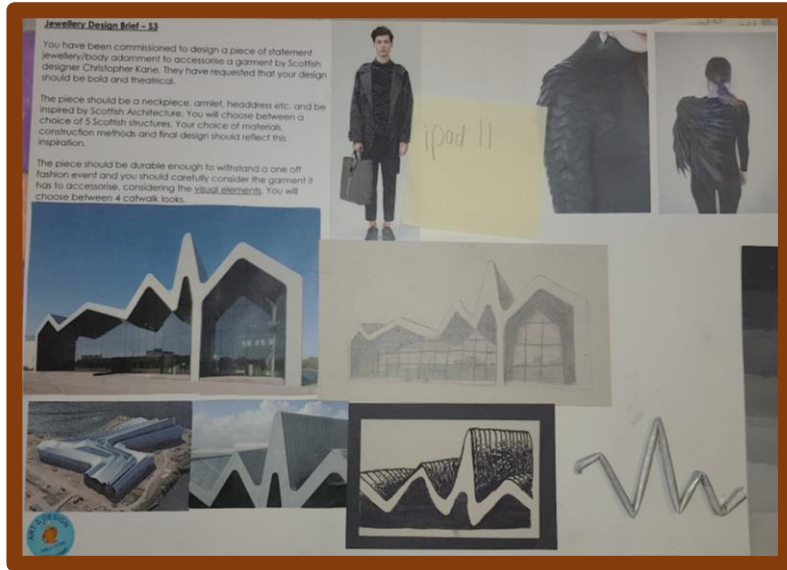 Jewellery Design Brief – S3
You have been commissioned to design a piece of statement
jewellery/body adornment to accessorise a garment by Scottish
designer Christopher Kane. They have requested that your design
should be bold and theatrical.
The piece should be a neckpiece, armlet, headdress etc. and be
inspired by Scottish Architecture. You will choose between a
choice of 5 Scottish structures. Your choice of materials,
construction methods and final design should reflect this
inspiration.
The piece should be durable enough to withstand a one off
fashion event and you should carefully consider the garment it
has to accessorise, considering the visual elements. You will
choose between 4 catwalk looks.
ipad 11
ART & DESIGN